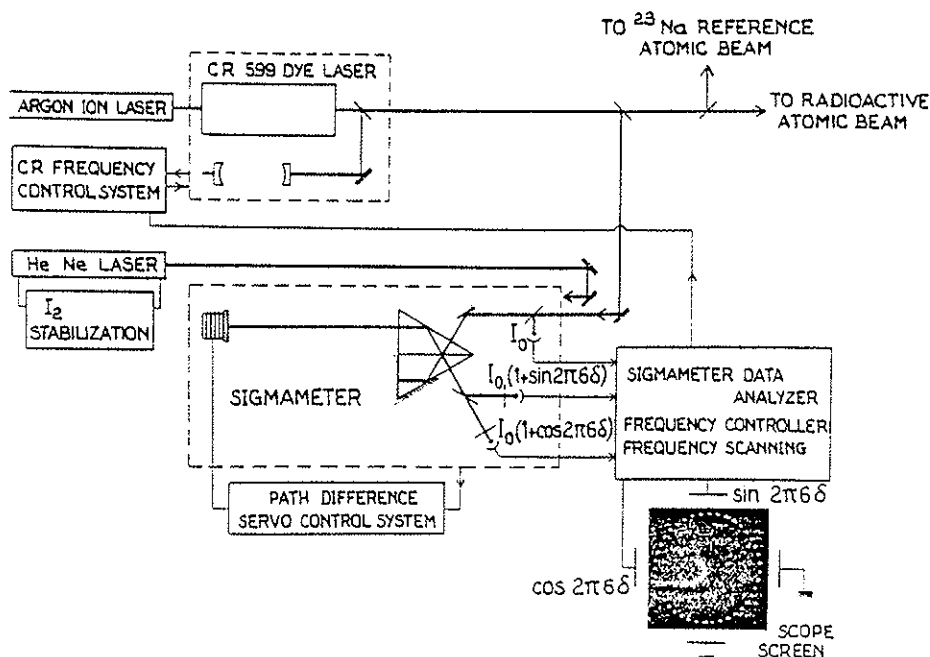 TO ²³Na REFERENCE
ATOMIC BEAM
CR 599 DYE LASER
ARGON ION LASER
TO RADIOACTIVE
ATOMIC BEAM
CR FREQUENCY
CONTROL SYSTEM
He Ne LASER
I₂
STABILIZATION
I₀
SIGMAMETER
I₀(1+sin2π6δ)
I₀(1+cos2π6δ)
SIGMAMETER DATA
ANALYZER
FREQUENCY CONTROLLER
FREQUENCY SCANNING
PATH DIFFERENCE
SERVO CONTROL SYSTEM
sin 2π6δ
cos 2π6δ
SCOPE
SCREEN